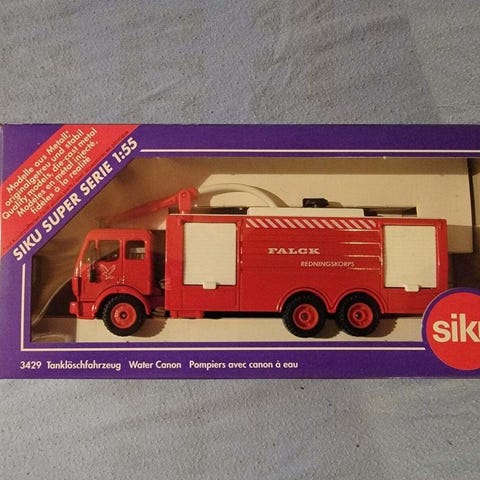 Modelle aus Metall:
originalgetreu und stabil
Quality models, die-cast metal
Modèles en métal injecté,
fidèles à la réalité
SIKU SUPER SERIE 1:55
FALCK
REDNINGSKORPS
siku
3429 Tanklöschfahrzeug Water Canon Pompiers avec canon à eau